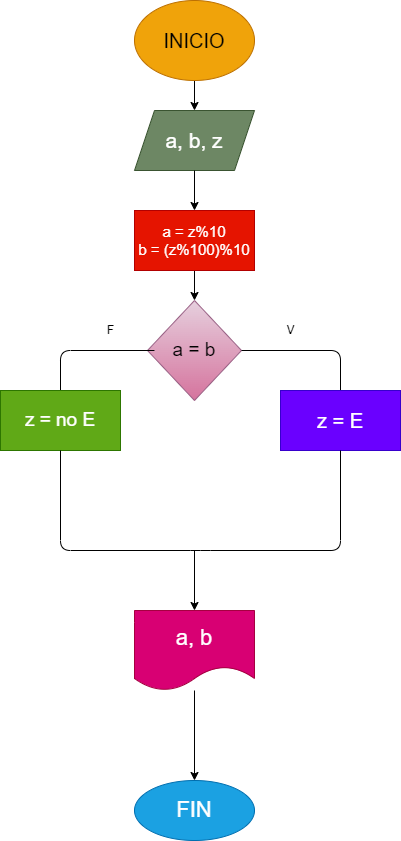 INICIO
a, b, z
a = z%10
b = (z%100)%10
a = b
F
V
z = no E
z = E
a, b
FIN